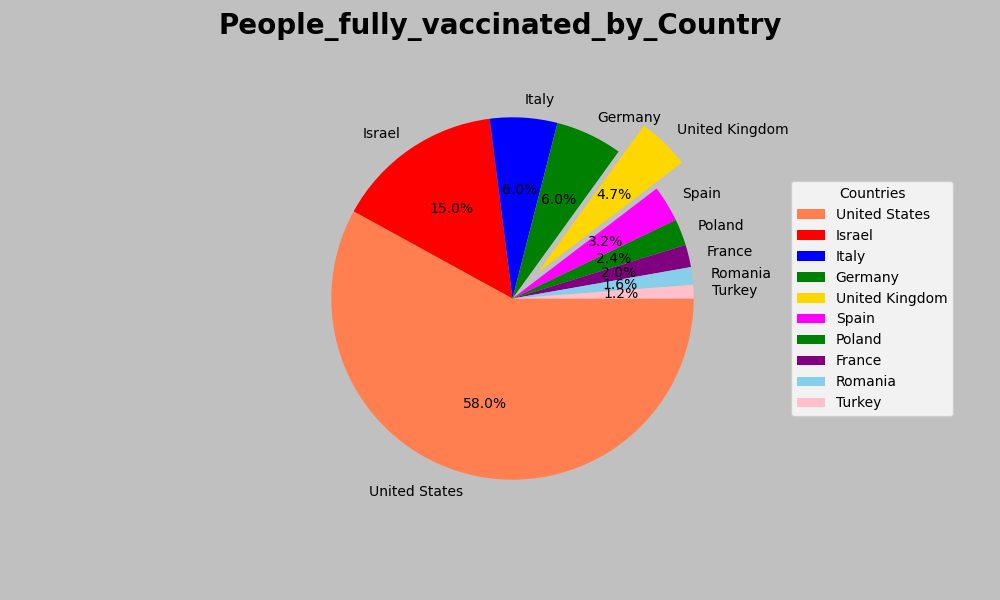 People_fully_vaccinated_by_Country
Italy
Germany
United Kingdom
Israel
Spain
Poland
France
Romania
Turkey
United States
15.0%
6.0%
6.0%
4.7%
3.2%
2.4%
2.0%
1.6%
1.2%
58.0%
Countries
United States
Israel
Italy
Germany
United Kingdom
Spain
Poland
France
Romania
Turkey